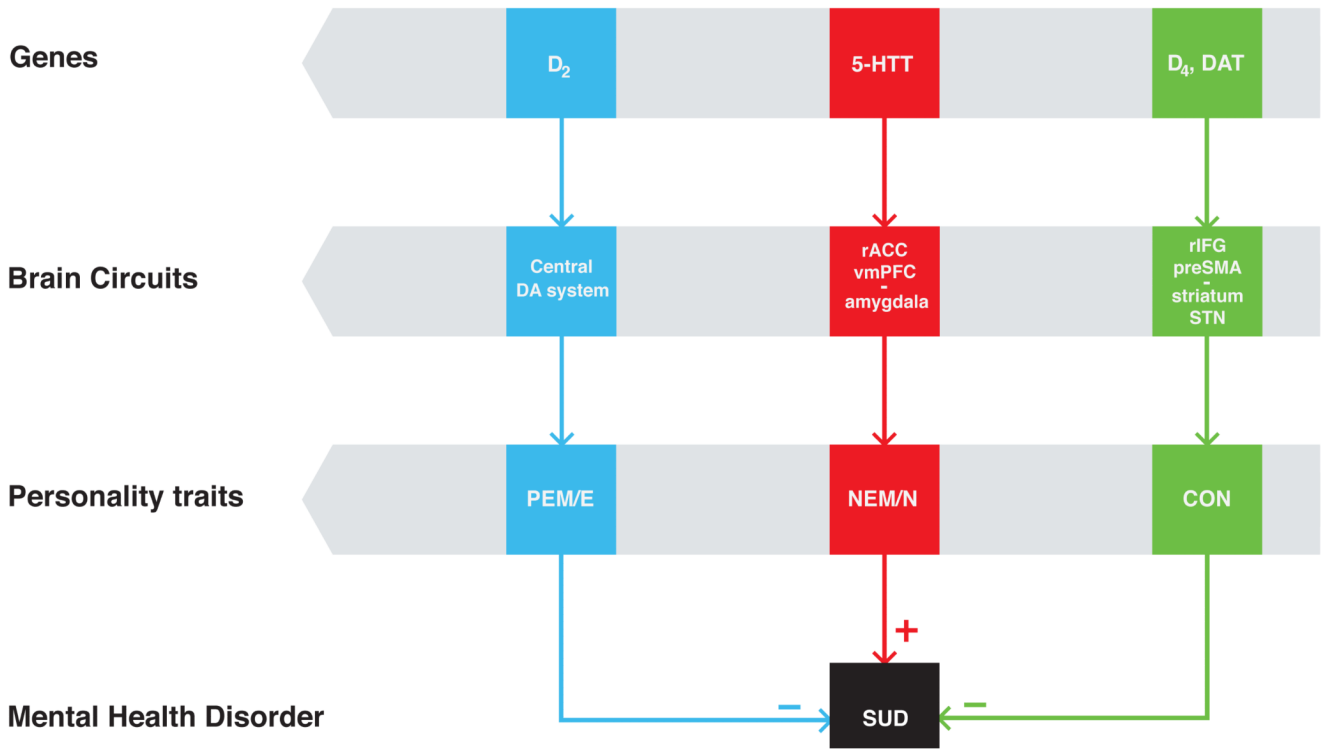 Genes
D₂
5-HTT
D₄, DAT
Brain Circuits
Central
DA system
rACC
vmPFC
-
amygdala
rIFG
preSMA
-
striatum
STN
Personality traits
PEM/E
NEM/N
CON
+
−
−
Mental Health Disorder
SUD